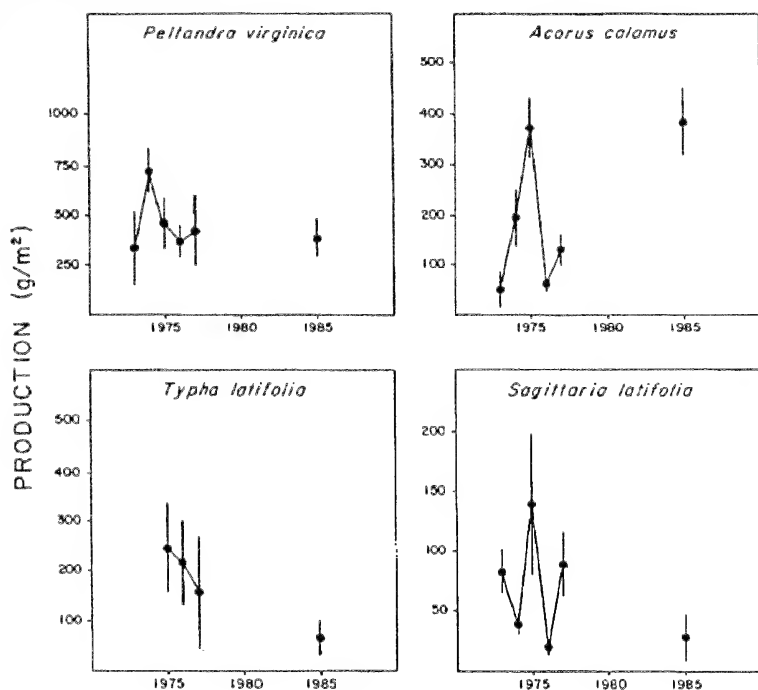 PRODUCTION (g/m²)
Peltandra virginica
1000
750
500
250
1975 1980 1985
Acorus calamus
500
400
300
200
100
1975 1980 1985
Typha latifolia
500
400
300
200
100
1975 1980 1985
Sagittaria latifolia
200
150
100
50
1975 1980 1985